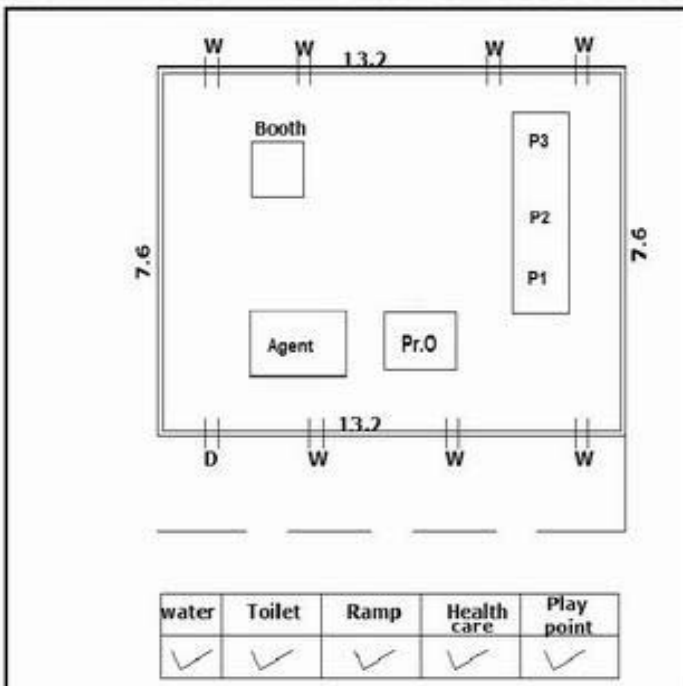 W W W W
13.2
Booth
P3
P2
P1
7.6
7.6
Agent
Pr.O
13.2
D W W W
water Toilet Ramp Health care Play point